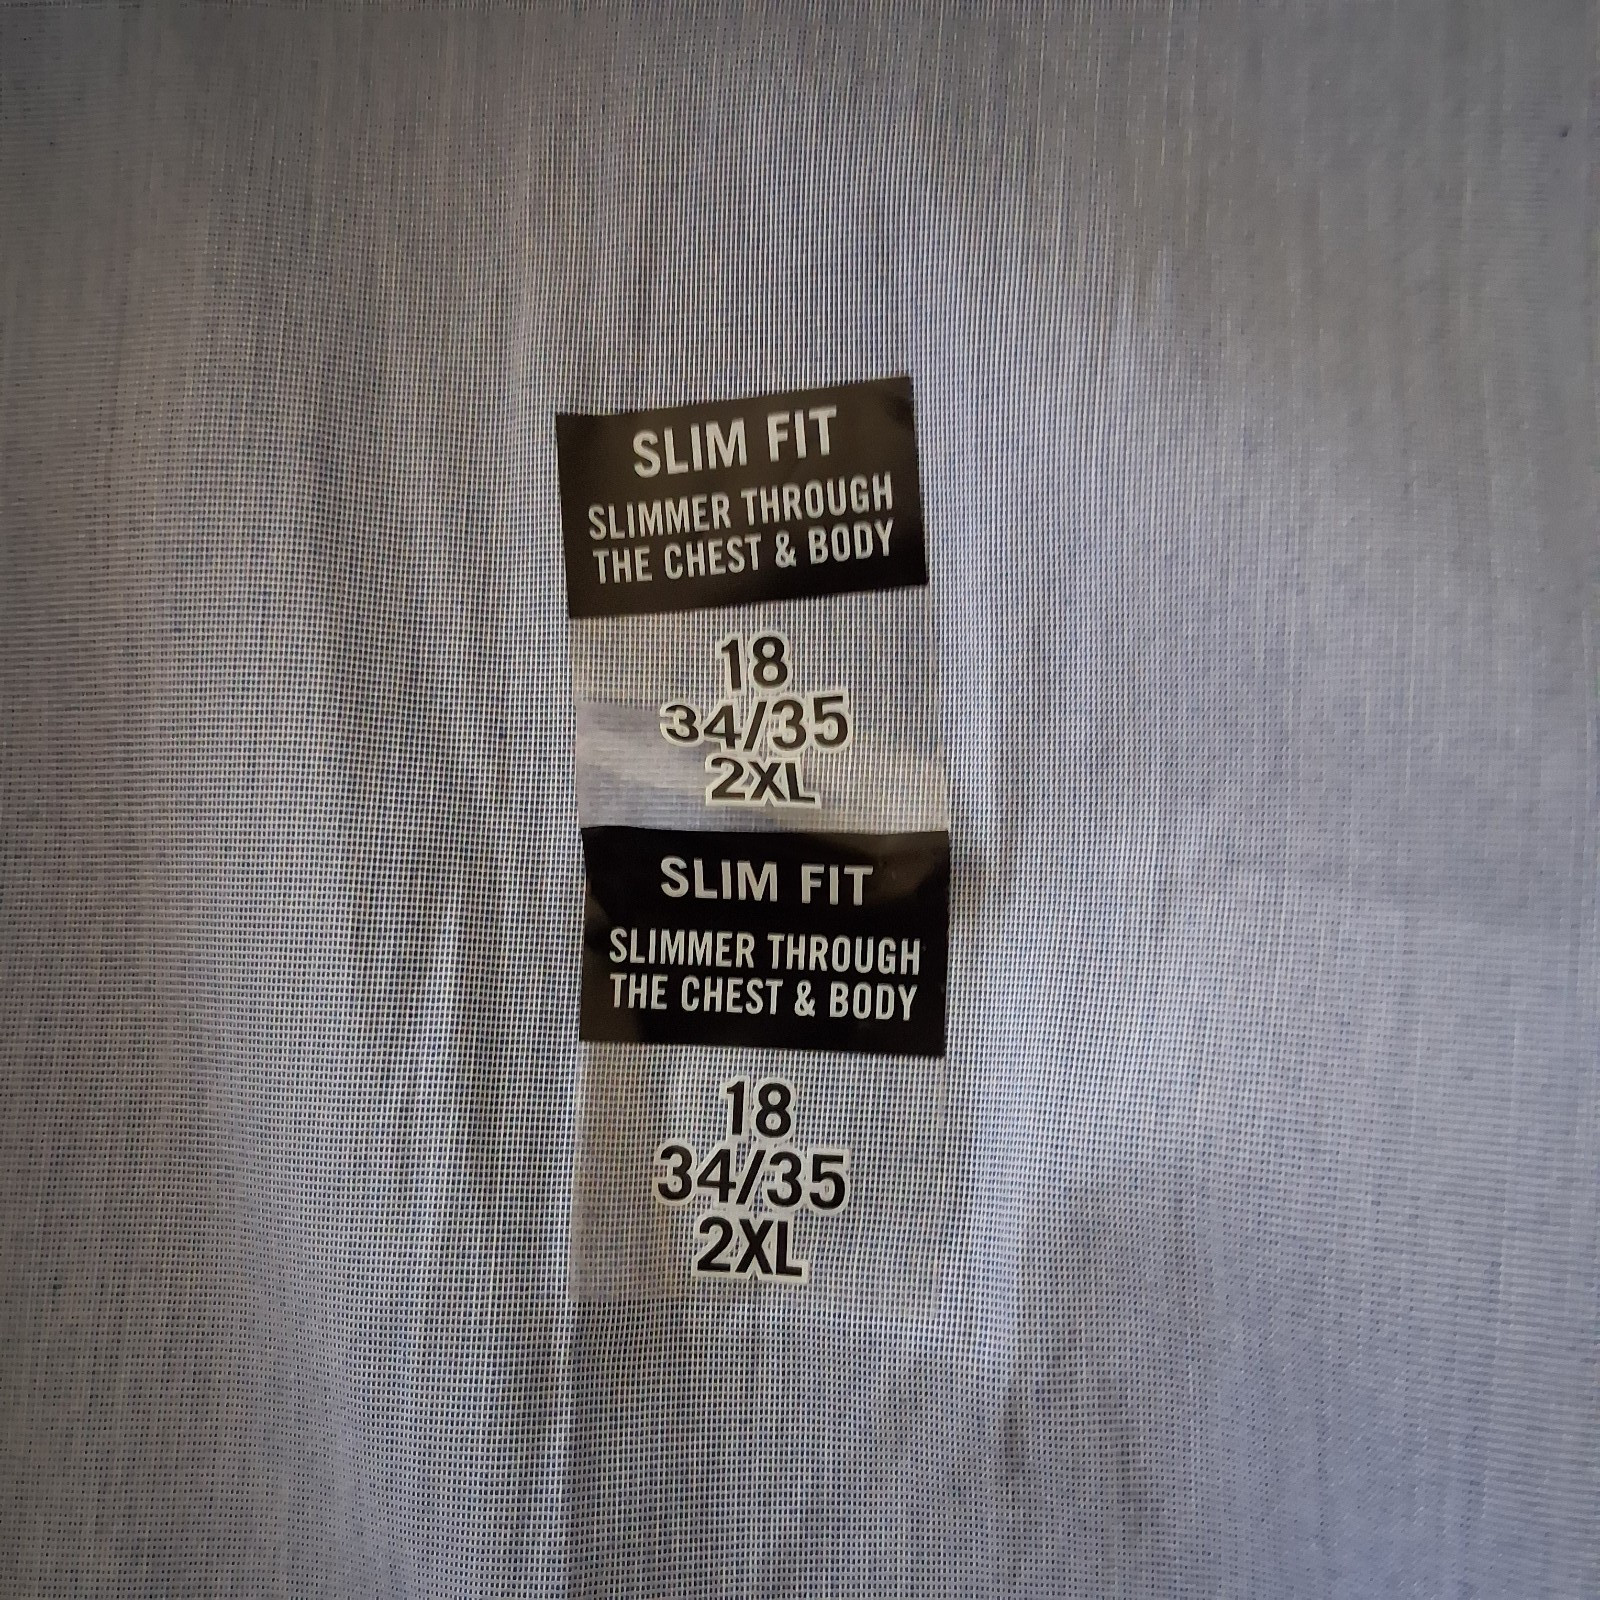 SLIM FIT
SLIMMER THROUGH
THE CHEST & BODY
18
34/35
2XL
SLIM FIT
SLIMMER THROUGH
THE CHEST & BODY
18
34/35
2XL